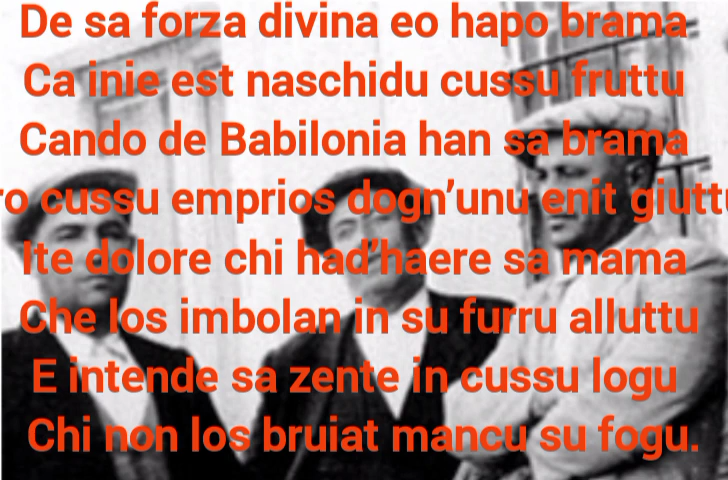 De sa forza divina eo hapo brama
Ca inie est naschidu cussu fruttu
Cando de Babilonia han sa brama
cussu emprios dogn'unu enit
Ite dolore chi had'haere sa mama
Che los imbolan in su furru alluttu
E intende sa zente in cussu logu
Chi non los bruiat mancu su fogu.